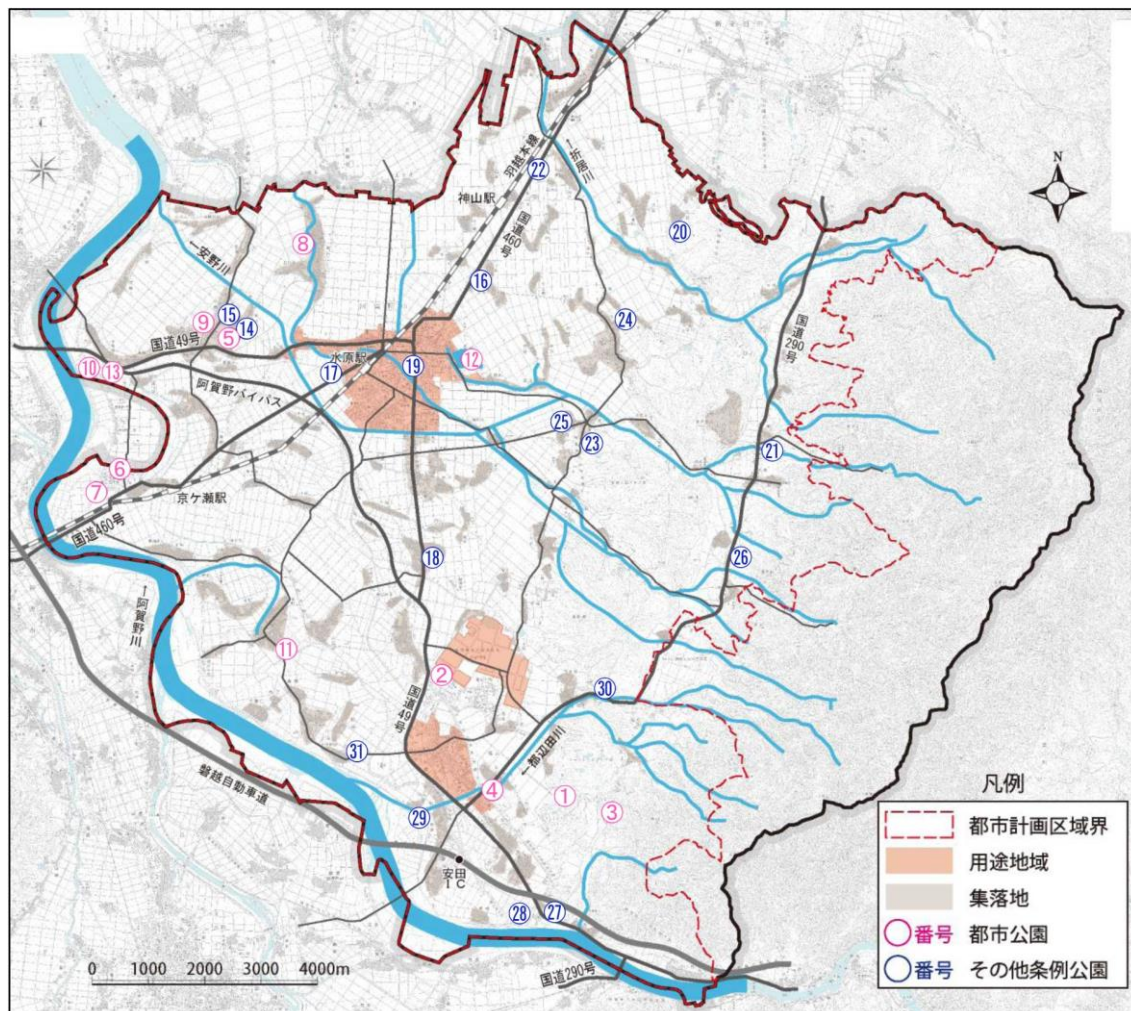 羽越本線
←折居川
㉒
神山駅
国道460号
N
⑧
⑳
←安野川
⑯
国道290号
⑨
⑮
⑭
⑤
国道49号
㉔
⑩
⑬
水原駅
⑰
⑲
⑫
阿賀野バイパス
㉕
㉓
㉑
⑥
⑦
京ケ瀬駅
国道460号
⑱
㉖
←阿賀野川
⑪
②
国道49号
㉚
㉛
←都辺田川
④
①
③
磐越自動車道
㉙
安田
IC
㉘
㉗
国道290号
0 1000 2000 4000m
凡例
都市計画区域界
用途地域
集落地
番号 都市公園
番号 その他条例公園